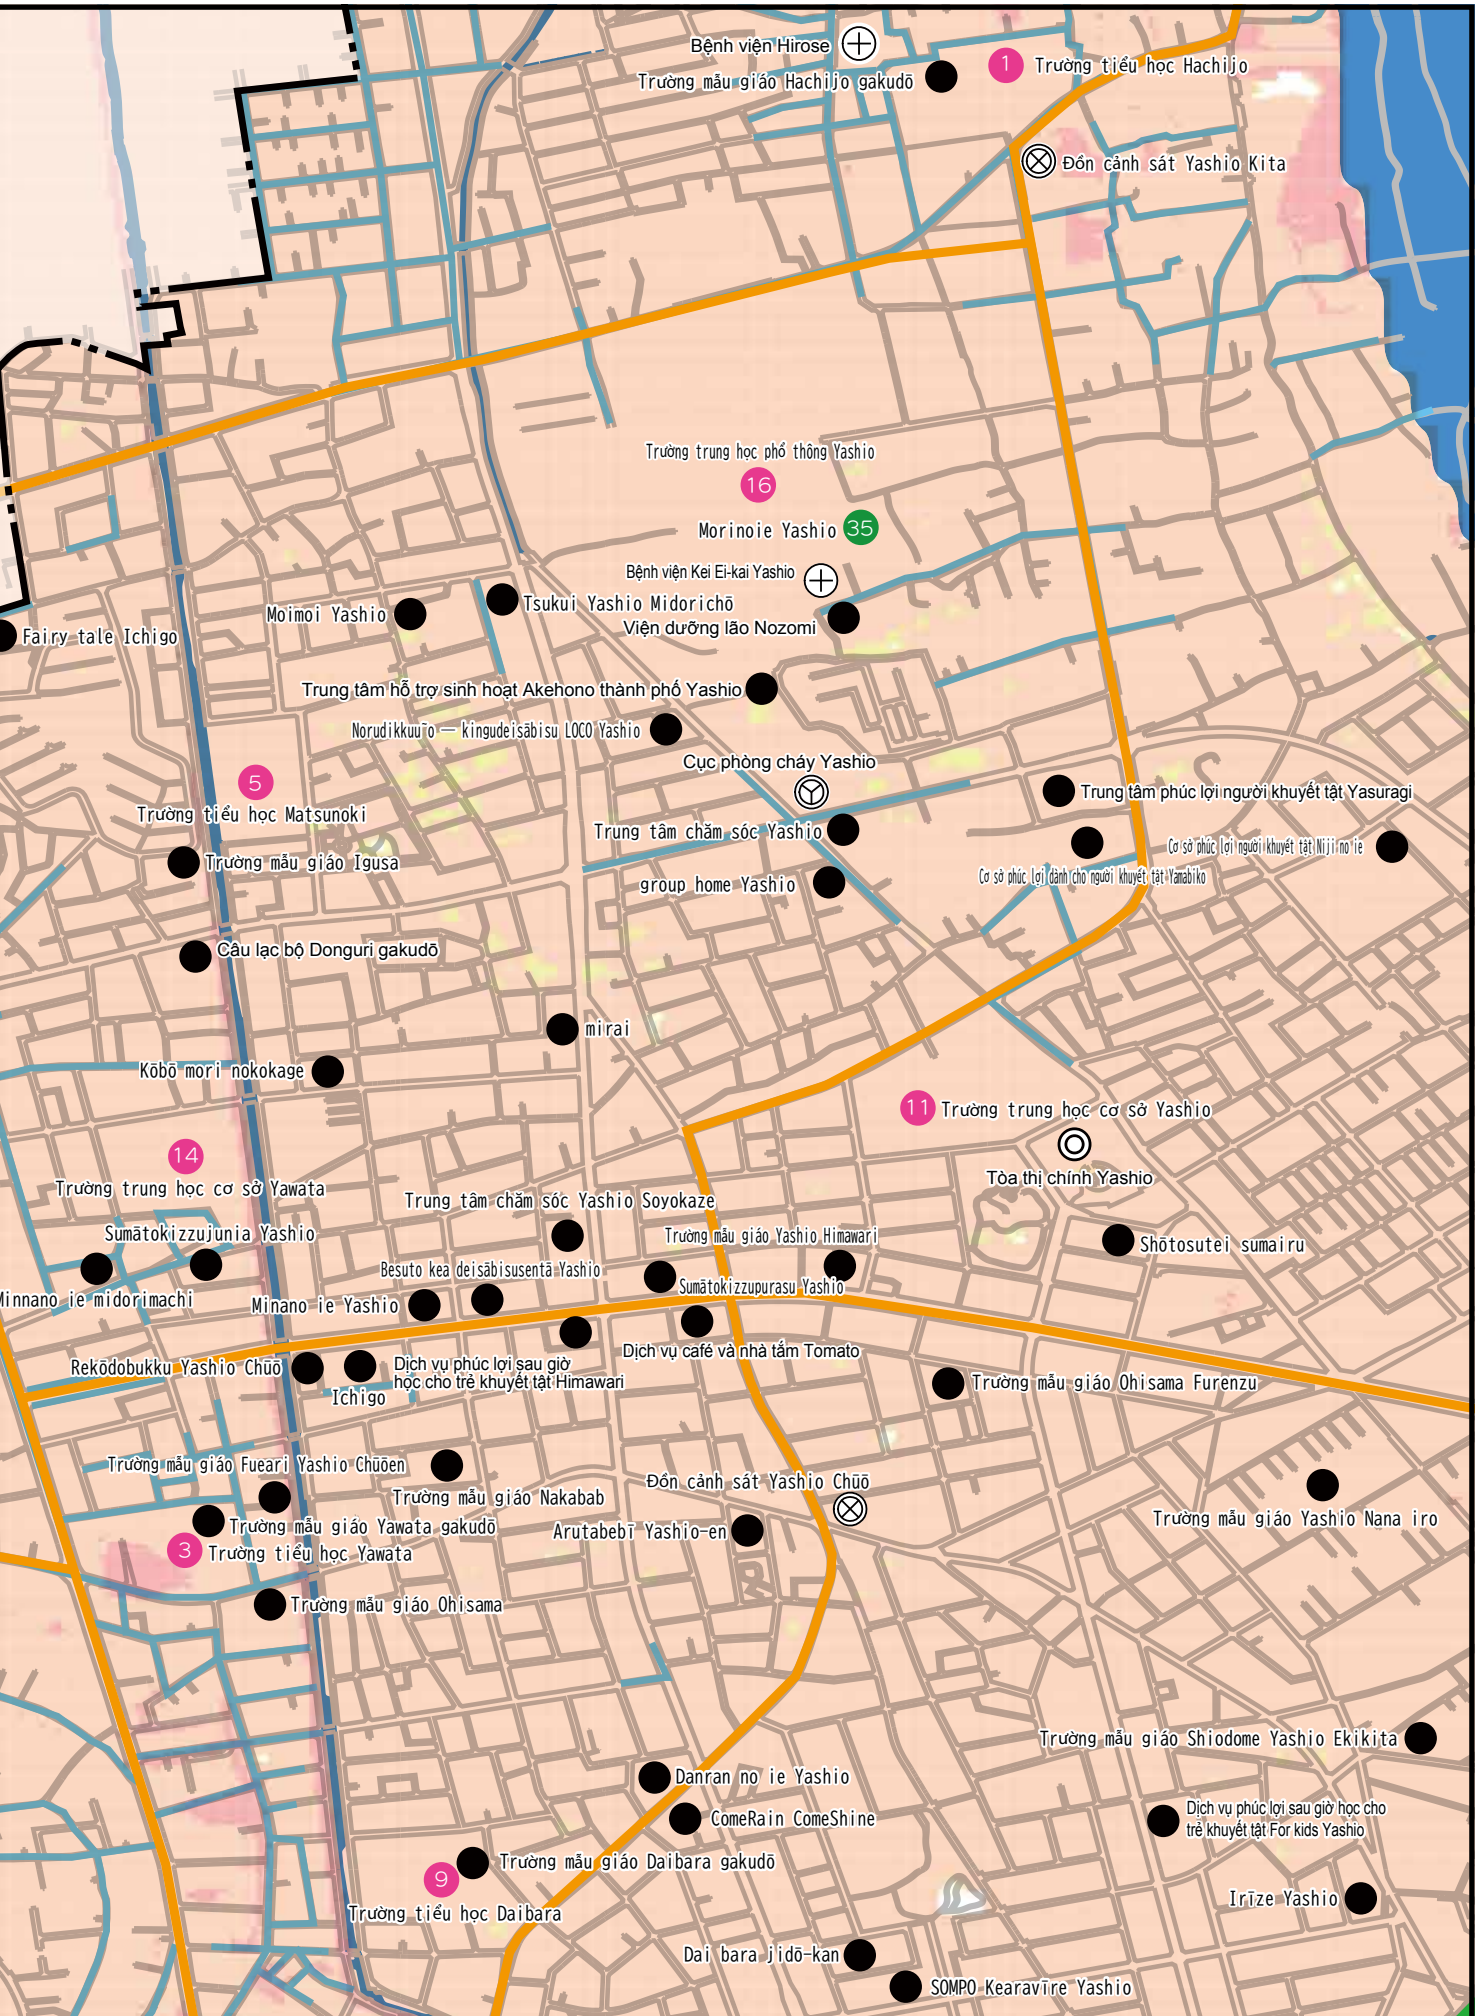 Bệnh viện Hirose
Trường mẫu giáo Hachijo gakudō
1
Trường tiểu học Hachijo
Đồn cảnh sát Yashio Kita
Trường trung học phổ thông Yashio
16
Morinoie Yashio
35
Bệnh viện Kei Ei-kai Yashio
Moimoi Yashio
Tsukui Yashio Midorichō
Viện dưỡng lão Nozomi
Fairy tale Ichigo
Trung tâm hỗ trợ sinh hoạt Akehono thành phố Yashio
Norudikkuu̅o — kingudeisābisu LOCO Yashio
Cục phòng cháy Yashio
5
Trường tiểu học Matsunoki
Trung tâm phúc lợi người khuyết tật Yasuragi
Trung tâm chăm sóc Yashio
Cơ sở phúc lợi người khuyết tật Niji no ie
Trường mẫu giáo Igusa
Cơ sở phúc lợi dành cho người khuyết tật Yamabiko
group home Yashio
Câu lạc bộ Donguri gakudō
mirai
Kōbō mori nokokage
11
Trường trung học cơ sở Yashio
14
Tòa thị chính Yashio
Trường trung học cơ sở Yawata
Trung tâm chăm sóc Yashio Soyokaze
Sumātokizzujunia Yashio
Trường mẫu giáo Yashio Himawari
Shōtosutei sumairu
Besuto kea deisābisusentā Yashio
Sumātokizzupurasu Yashio
Minnano ie midorimachi
Minano ie Yashio
Dịch vụ café và nhà tắm Tomato
Rekōdobukku Yashio Chūō
Dịch vụ phúc lợi sau giờ
học cho trẻ khuyết tật Himawari
Ichigo
Trường mẫu giáo Ohisama Furenzu
Trường mẫu giáo Fueari Yashio Chūōen
Đồn cảnh sát Yashio Chūō
Trường mẫu giáo Nakabab
Trường mẫu giáo Yashio Nana iro
Trường mẫu giáo Yawata gakudō
Arutabebī Yashio-en
3
Trường tiểu học Yawata
Trường mẫu giáo Ohisama
Trường mẫu giáo Shiodome Yashio Ekikita
Danran no ie Yashio
Dịch vụ phúc lợi sau giờ học cho
trẻ khuyết tật For kids Yashio
ComeRain ComeShine
Trường mẫu giáo Daibara gakudō
9
Irīze Yashio
Trường tiểu học Daibara
Dai bara jidō-kan
SOMPO Kearavīre Yashio